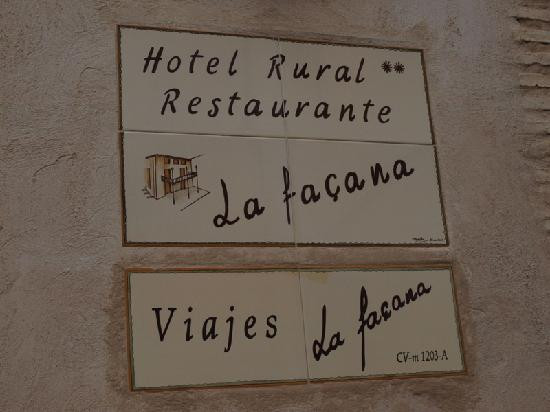 Hotel Rural **
Restaurante
La façana
Viajes
La façana
CV-m 1203-A